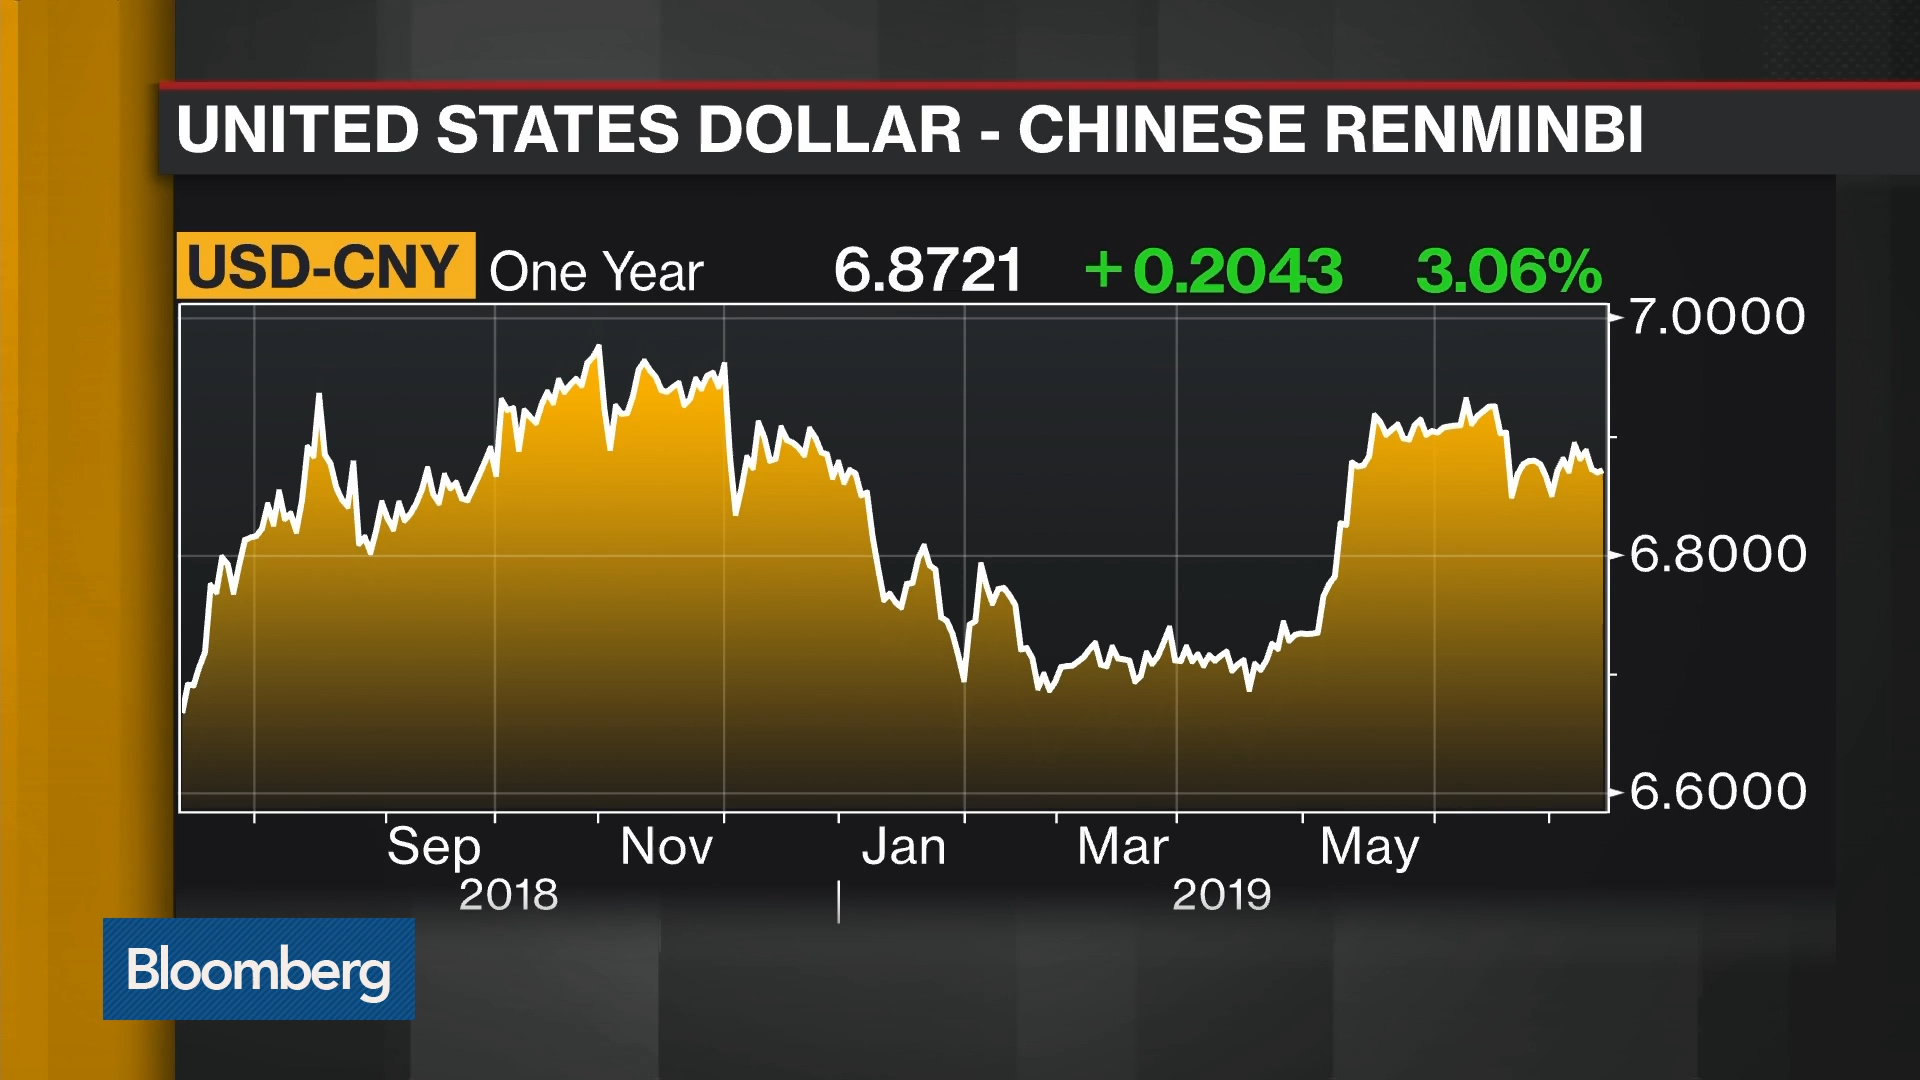 UNITED STATES DOLLAR - CHINESE RENMINBI
USD-CNY One Year 6.8721 +0.2043 3.06%
7.0000
6.8000
6.6000
Sep Nov Jan Mar May
2018 2019
Bloomberg